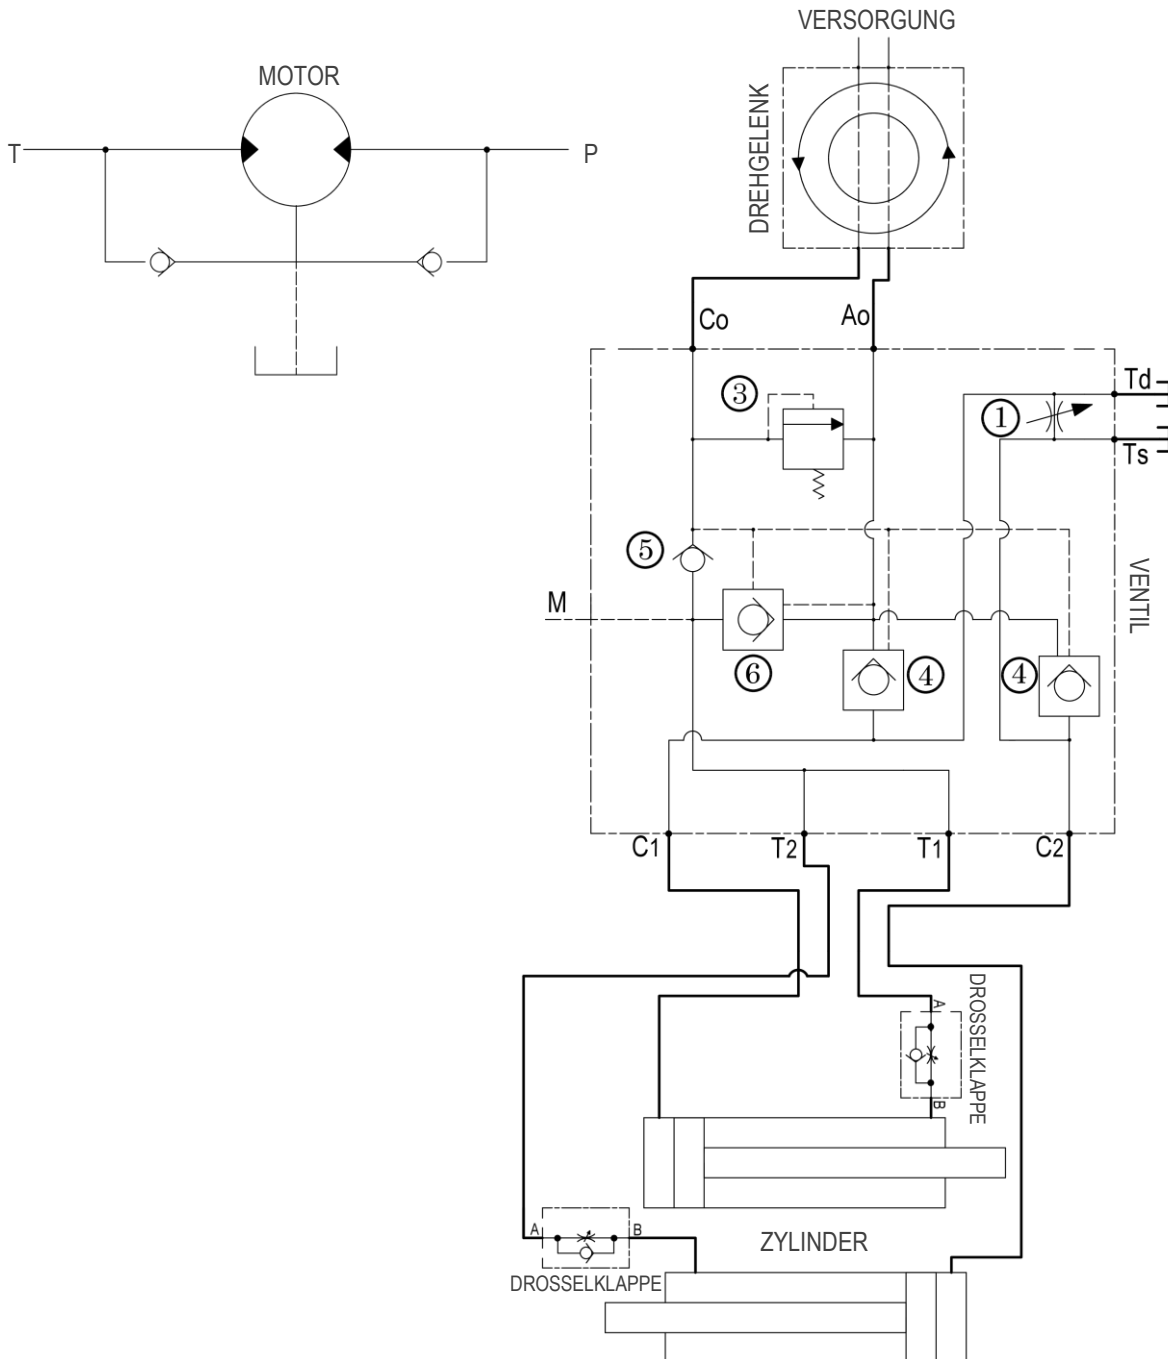 VERSORGUNG
MOTOR
DREHGELENK
T
P
Co
Ao
Td
3
1
Ts
5
VENTIL
M
6
4
4
C1
T2
T1
C2
A
DROSSELKLAPPE
B
A
B
ZYLINDER
DROSSELKLAPPE